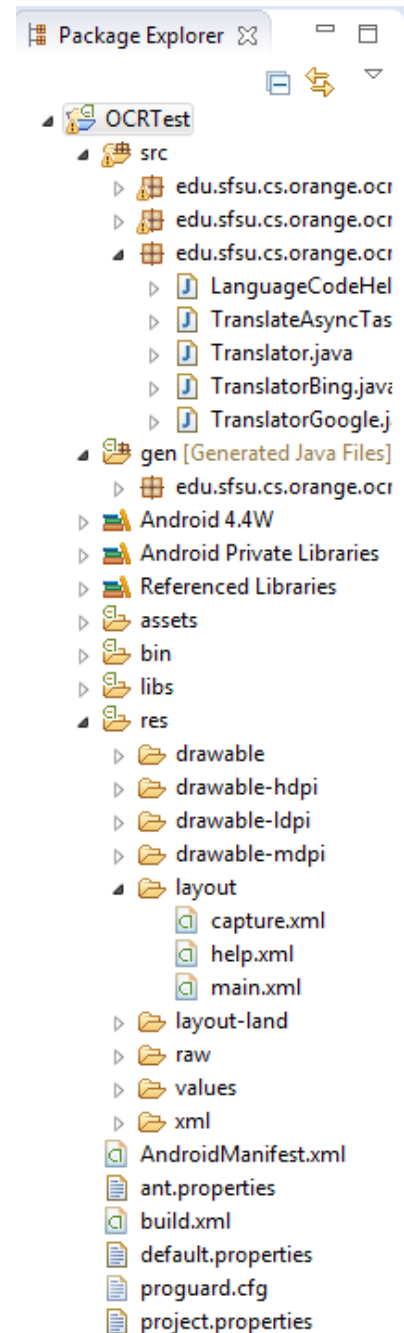 Package Explorer
OCRTest
src
edu.sfsu.cs.orange.ocr
edu.sfsu.cs.orange.ocr
edu.sfsu.cs.orange.ocr
LanguageCodeHel
TranslateAsyncTas
Translator.java
TranslatorBing.java
TranslatorGoogle.j
gen [Generated Java Files]
edu.sfsu.cs.orange.ocr
Android 4.4W
Android Private Libraries
Referenced Libraries
assets
bin
libs
res
drawable
drawable-hdpi
drawable-ldpi
drawable-mdpi
layout
capture.xml
help.xml
main.xml
layout-land
raw
values
xml
AndroidManifest.xml
ant.properties
build.xml
default.properties
proguard.cfg
project.properties